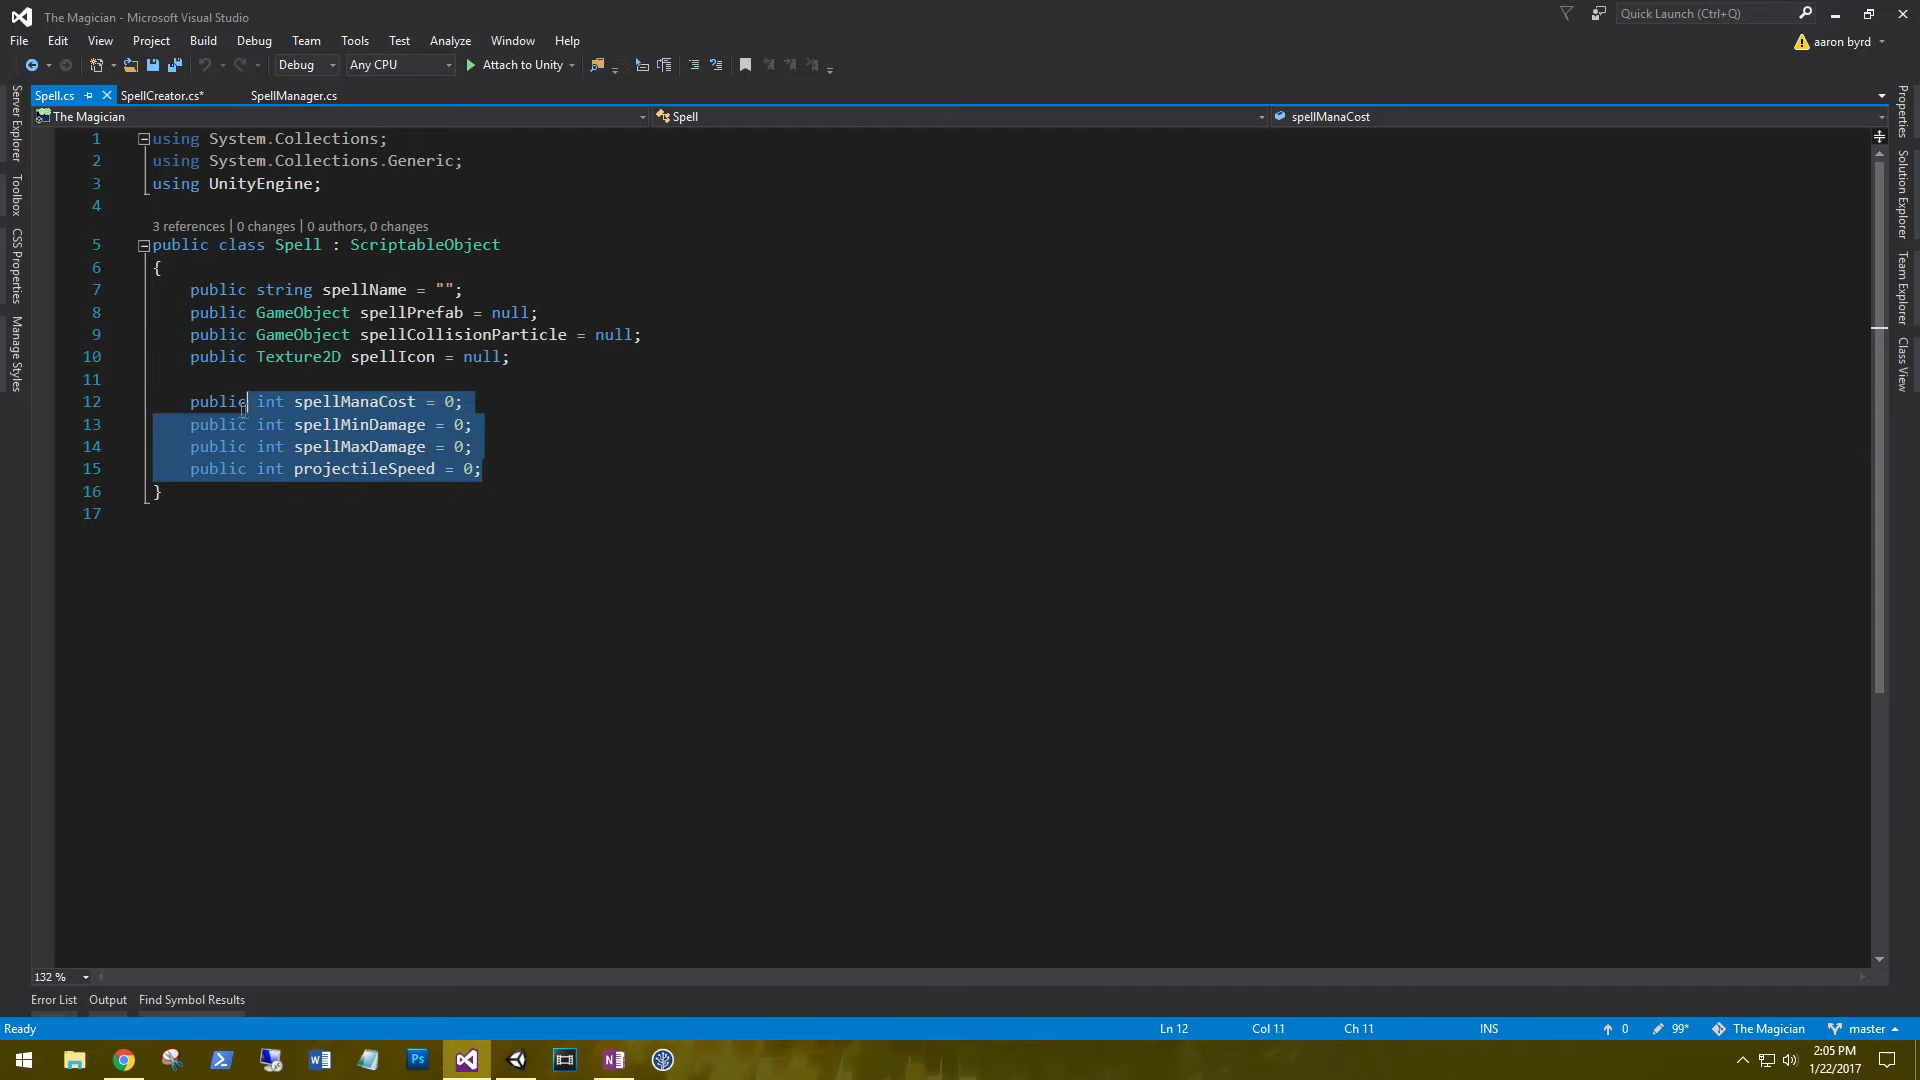 The Magician - Microsoft Visual Studio
Quick Launch (Ctrl+Q)
File Edit View Project Build Debug Team Tools Test Analyze Window Help
aaron byrd
Debug Any CPU Attach to Unity
Spell.cs SpellCreator.cs* SpellManager.cs
The Magician Spell spellManaCost
Server Explorer
Toolbox
CSS Properties
Manage Styles
1 using System.Collections;
2 using System.Collections.Generic;
3 using UnityEngine;
4
3 references | 0 changes | 0 authors, 0 changes
5 public class Spell : ScriptableObject
6 {
7 public string spellName = "";
8 public GameObject spellPrefab = null;
9 public GameObject spellCollisionParticle = null;
10 public Texture2D spellIcon = null;
11
12 public int spellManaCost = 0;
13 public int spellMinDamage = 0;
14 public int spellMaxDamage = 0;
15 public int projectileSpeed = 0;
16 }
17
Properties
Solution Explorer
Team Explorer
Class View
132 %
Error List Output Find Symbol Results
Ready Ln 12 Col 11 Ch 11 INS 0 99* The Magician master
2:05 PM
1/22/2017